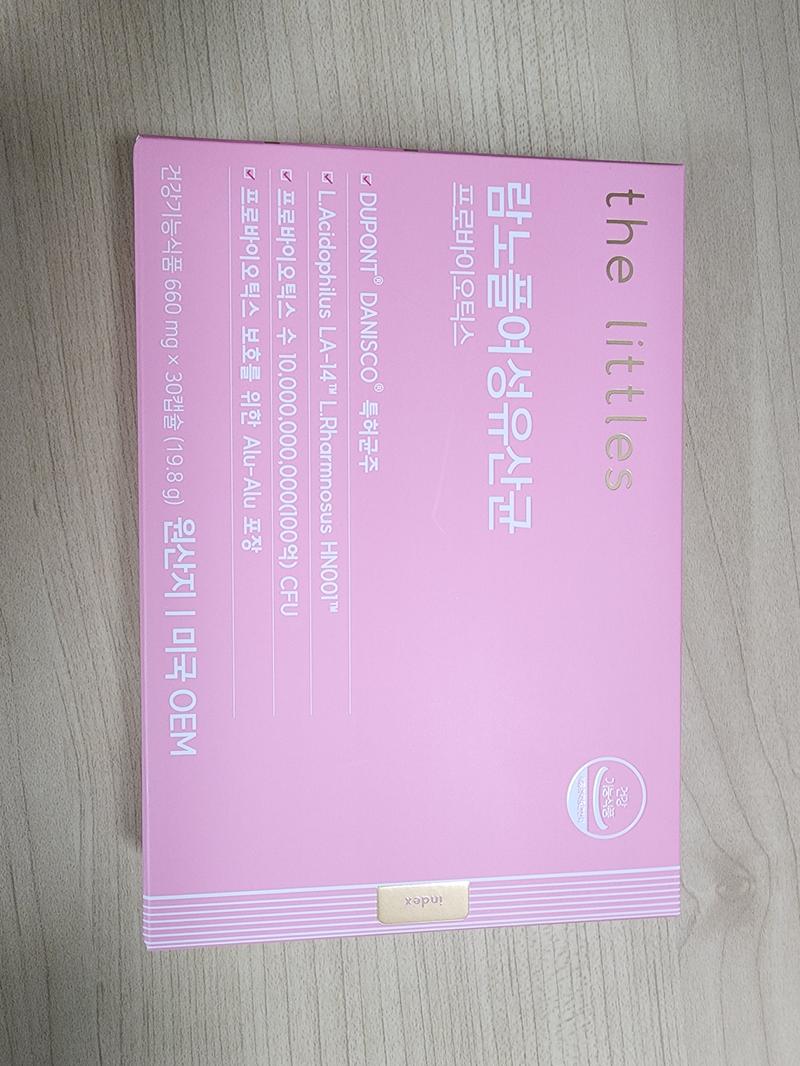 the littles
람노풀여성유산균
프로바이오틱스
DUPONT® DANISCO® 특허균주
L.Acidophilus LA-14™ L.Rharmnosus HN001™
프로바이오틱스 수 10,000,000,000(100억) CFU
프로바이오틱스 보호를 위한 Alu-Alu 포장
건강기능식품 660 mg x 30캡슐 (19.8 g) 원산지 | 미국 OEM
건강
기능식품
index